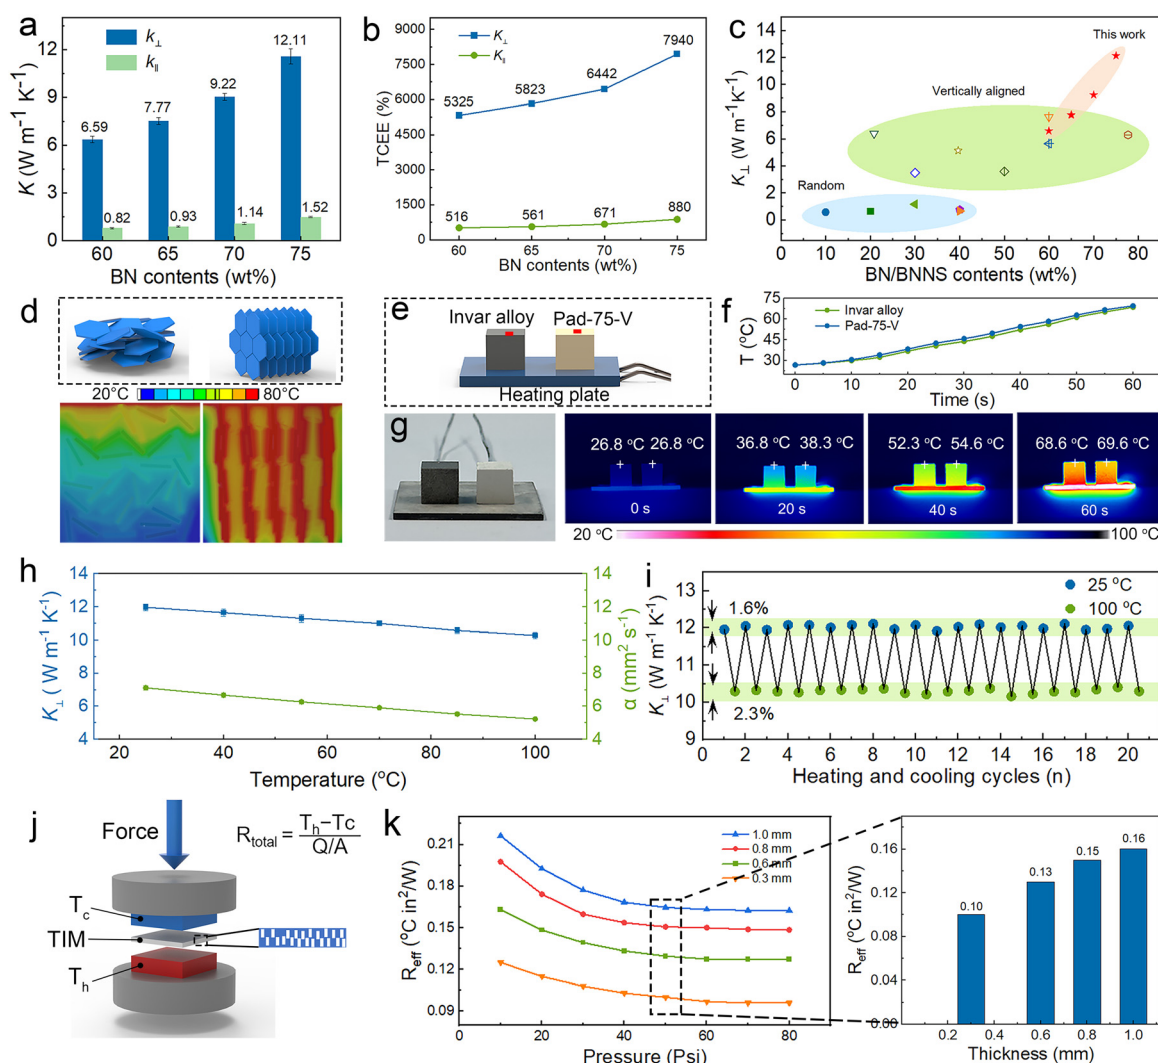 a
K (W m⁻¹ K⁻¹)
12
9
6
3
0
k⊥
k∥
6.59
7.77
9.22
12.11
0.82
0.93
1.14
1.52
60
65
70
75
BN contents (wt%)
b
TCEE (%)
9000
7500
6000
4500
3000
1500
0
K⊥
K∥
5325
5823
6442
7940
516
561
671
880
60
65
70
75
BN contents (wt%)
c
K⊥ (W m⁻¹K⁻¹)
14
12
10
8
6
4
2
0
This work
Vertically aligned
Random
0 10 20 30 40 50 60 70 80
BN/BNNS contents (wt%)
d
20°C
80°C
e
Invar alloy
Pad-75-V
Heating plate
f
T (°C)
75
60
45
30
Invar alloy
Pad-75-V
0 10 20 30 40 50 60
Time (s)
g
26.8 °C 26.8 °C
0 s
36.8 °C 38.3 °C
20 s
52.3 °C 54.6 °C
40 s
68.6 °C 69.6 °C
60 s
20 °C
100 °C
h
K⊥ ( W m⁻¹ K⁻¹)
14
12
10
8
6
4
14
12
10
8
6
4
α (mm² s⁻¹)
20 40 60 80 100
Temperature (°C)
i
K⊥ (W m⁻¹ K⁻¹)
13
12
11
10
9
25 °C
100 °C
1.6%
2.3%
0 2 4 6 8 10 12 14 16 18 20
Heating and cooling cycles (n)
j
Force
R_total = (T_h−Tc)/(Q/A)
T_c
TIM
T_h
k
R_eff (°C in²/W)
0.21
0.18
0.15
0.12
0.09
1.0 mm
0.8 mm
0.6 mm
0.3 mm
0 20 40 60 80
Pressure (Psi)
R_eff (°C in²/W)
0.16
0.12
0.08
0.04
0.00
0.10
0.13
0.15
0.16
0.2 0.4 0.6 0.8 1.0
Thickness (mm)